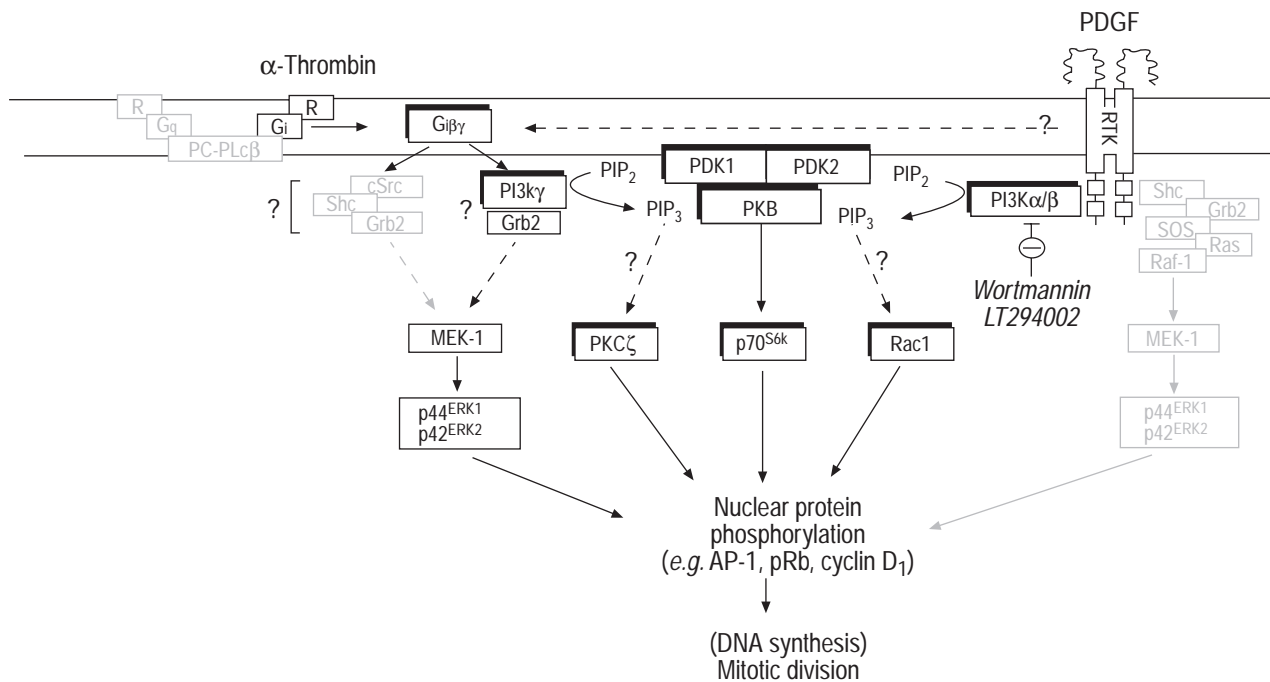 PDGF
α-Thrombin
R
R
Gq
Gi
PC-PLcβ
Giβγ
?
RTK
PDK1
PDK2
PIP2
PIP2
cSrc
Shc
Grb2
?
PI3kγ
Grb2
?
PIP3
PKB
PIP3
PI3Kα/β
Shc
Grb2
SOS
Ras
Raf-1
?
?
Wortmannin
LT294002
MEK-1
PKCζ
p70S6k
Rac1
MEK-1
p44ERK1
p42ERK2
p44ERK1
p42ERK2
Nuclear protein
phosphorylation
(e.g. AP-1, pRb, cyclin D1)
(DNA synthesis)
Mitotic division